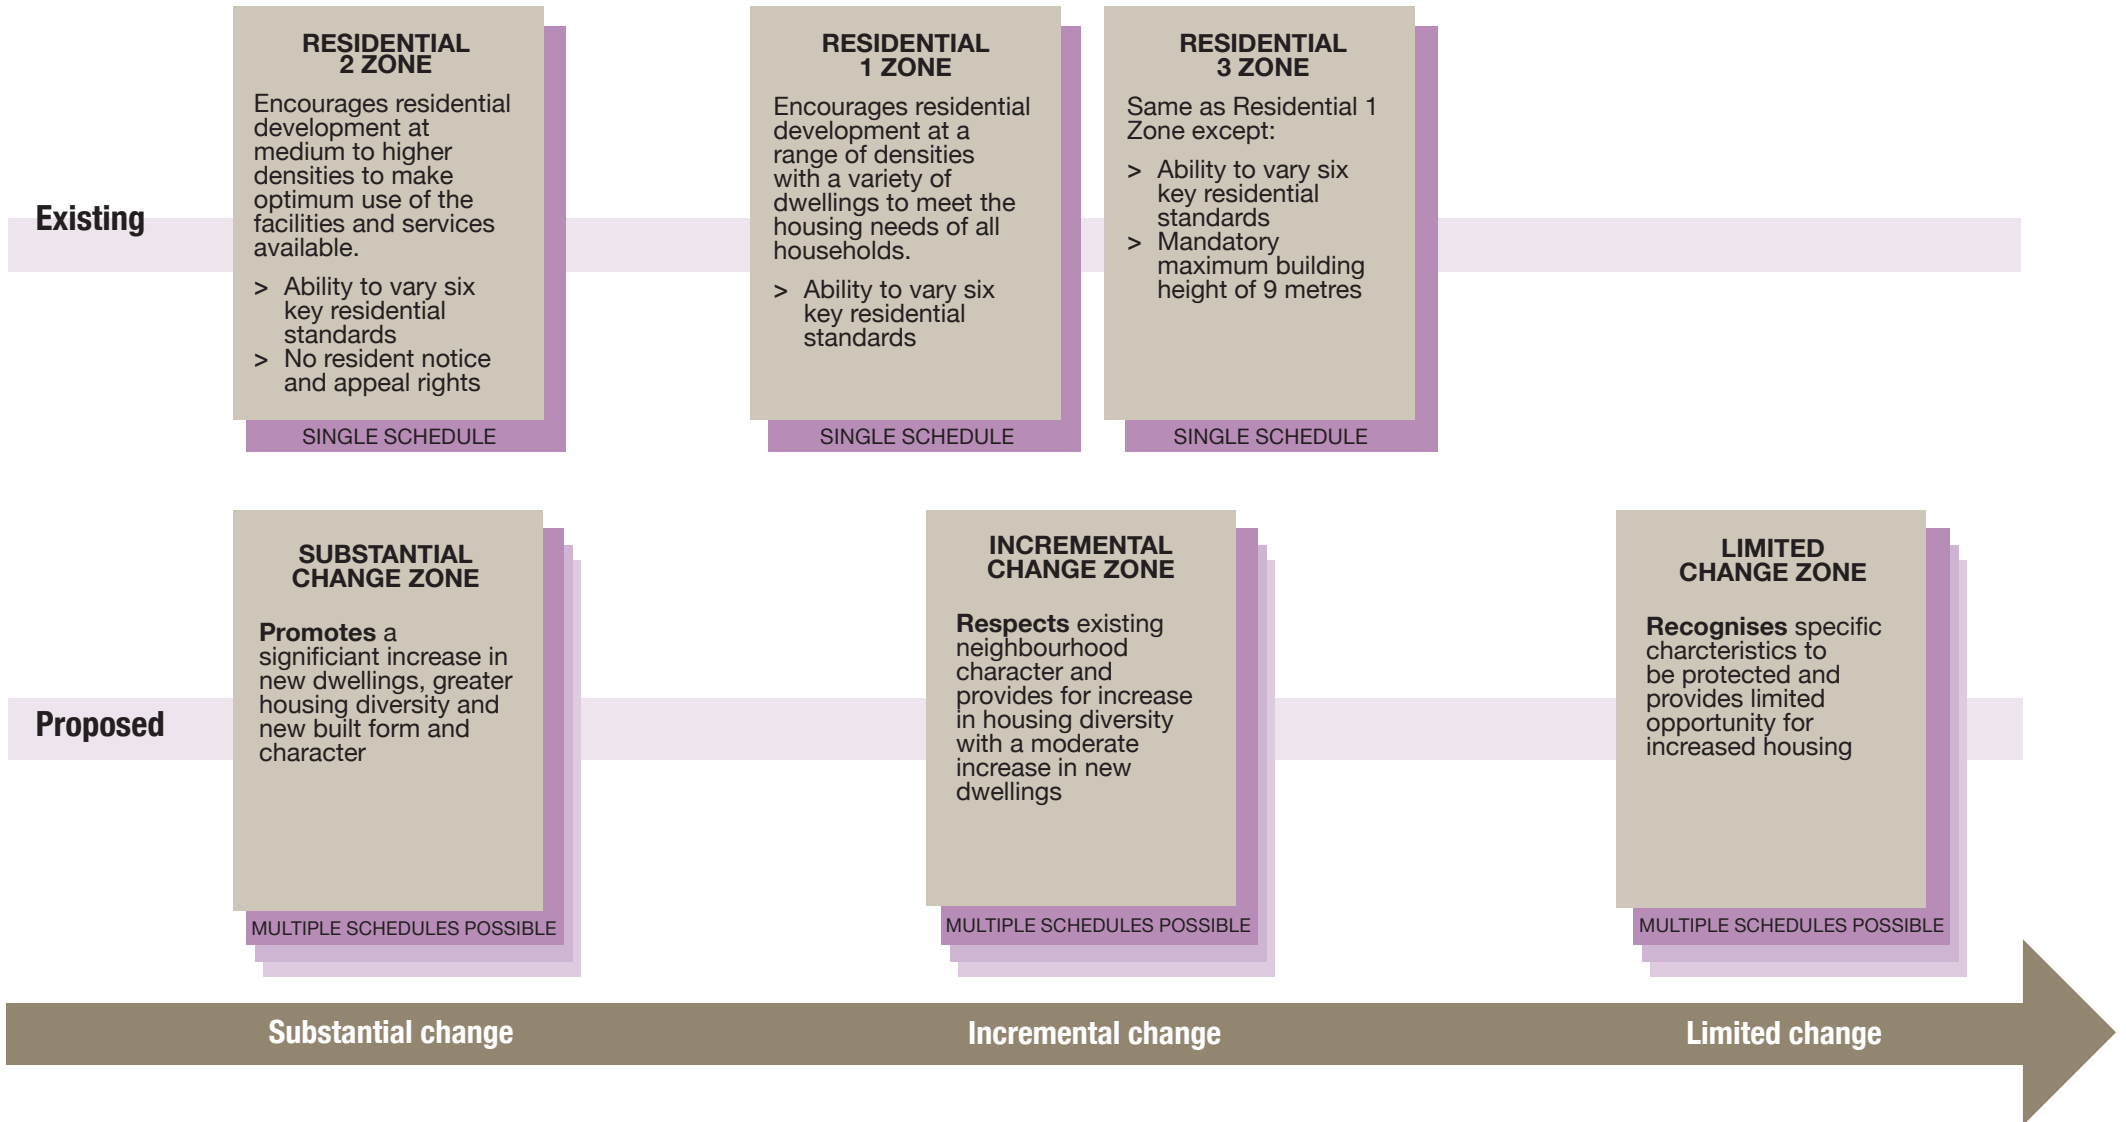 Existing
RESIDENTIAL
2 ZONE
Encourages residential
development at
medium to higher
densities to make
optimum use of the
facilities and services
available.
> Ability to vary six
key residential
standards
> No resident notice
and appeal rights
SINGLE SCHEDULE
RESIDENTIAL
1 ZONE
Encourages residential
development at a
range of densities
with a variety of
dwellings to meet the
housing needs of all
households.
> Ability to vary six
key residential
standards
SINGLE SCHEDULE
RESIDENTIAL
3 ZONE
Same as Residential 1
Zone except:
> Ability to vary six
key residential
standards
> Mandatory
maximum building
height of 9 metres
SINGLE SCHEDULE
Proposed
SUBSTANTIAL
CHANGE ZONE
Promotes a
significiant increase in
new dwellings, greater
housing diversity and
new built form and
character
MULTIPLE SCHEDULES POSSIBLE
INCREMENTAL
CHANGE ZONE
Respects existing
neighbourhood
character and
provides for increase
in housing diversity
with a moderate
increase in new
dwellings
MULTIPLE SCHEDULES POSSIBLE
LIMITED
CHANGE ZONE
Recognises specific
charcteristics to
be protected and
provides limited
opportunity for
increased housing
MULTIPLE SCHEDULES POSSIBLE
Substantial change
Incremental change
Limited change